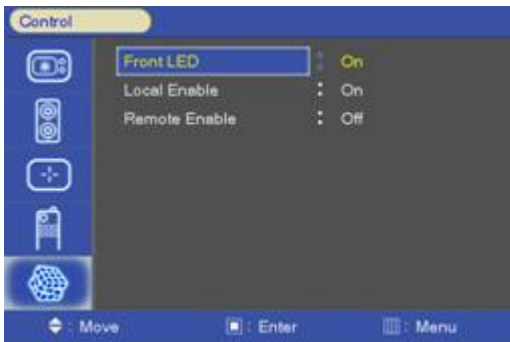 Control
Front LED : On
Local Enable : On
Remote Enable : Off
: Move : Enter : Menu